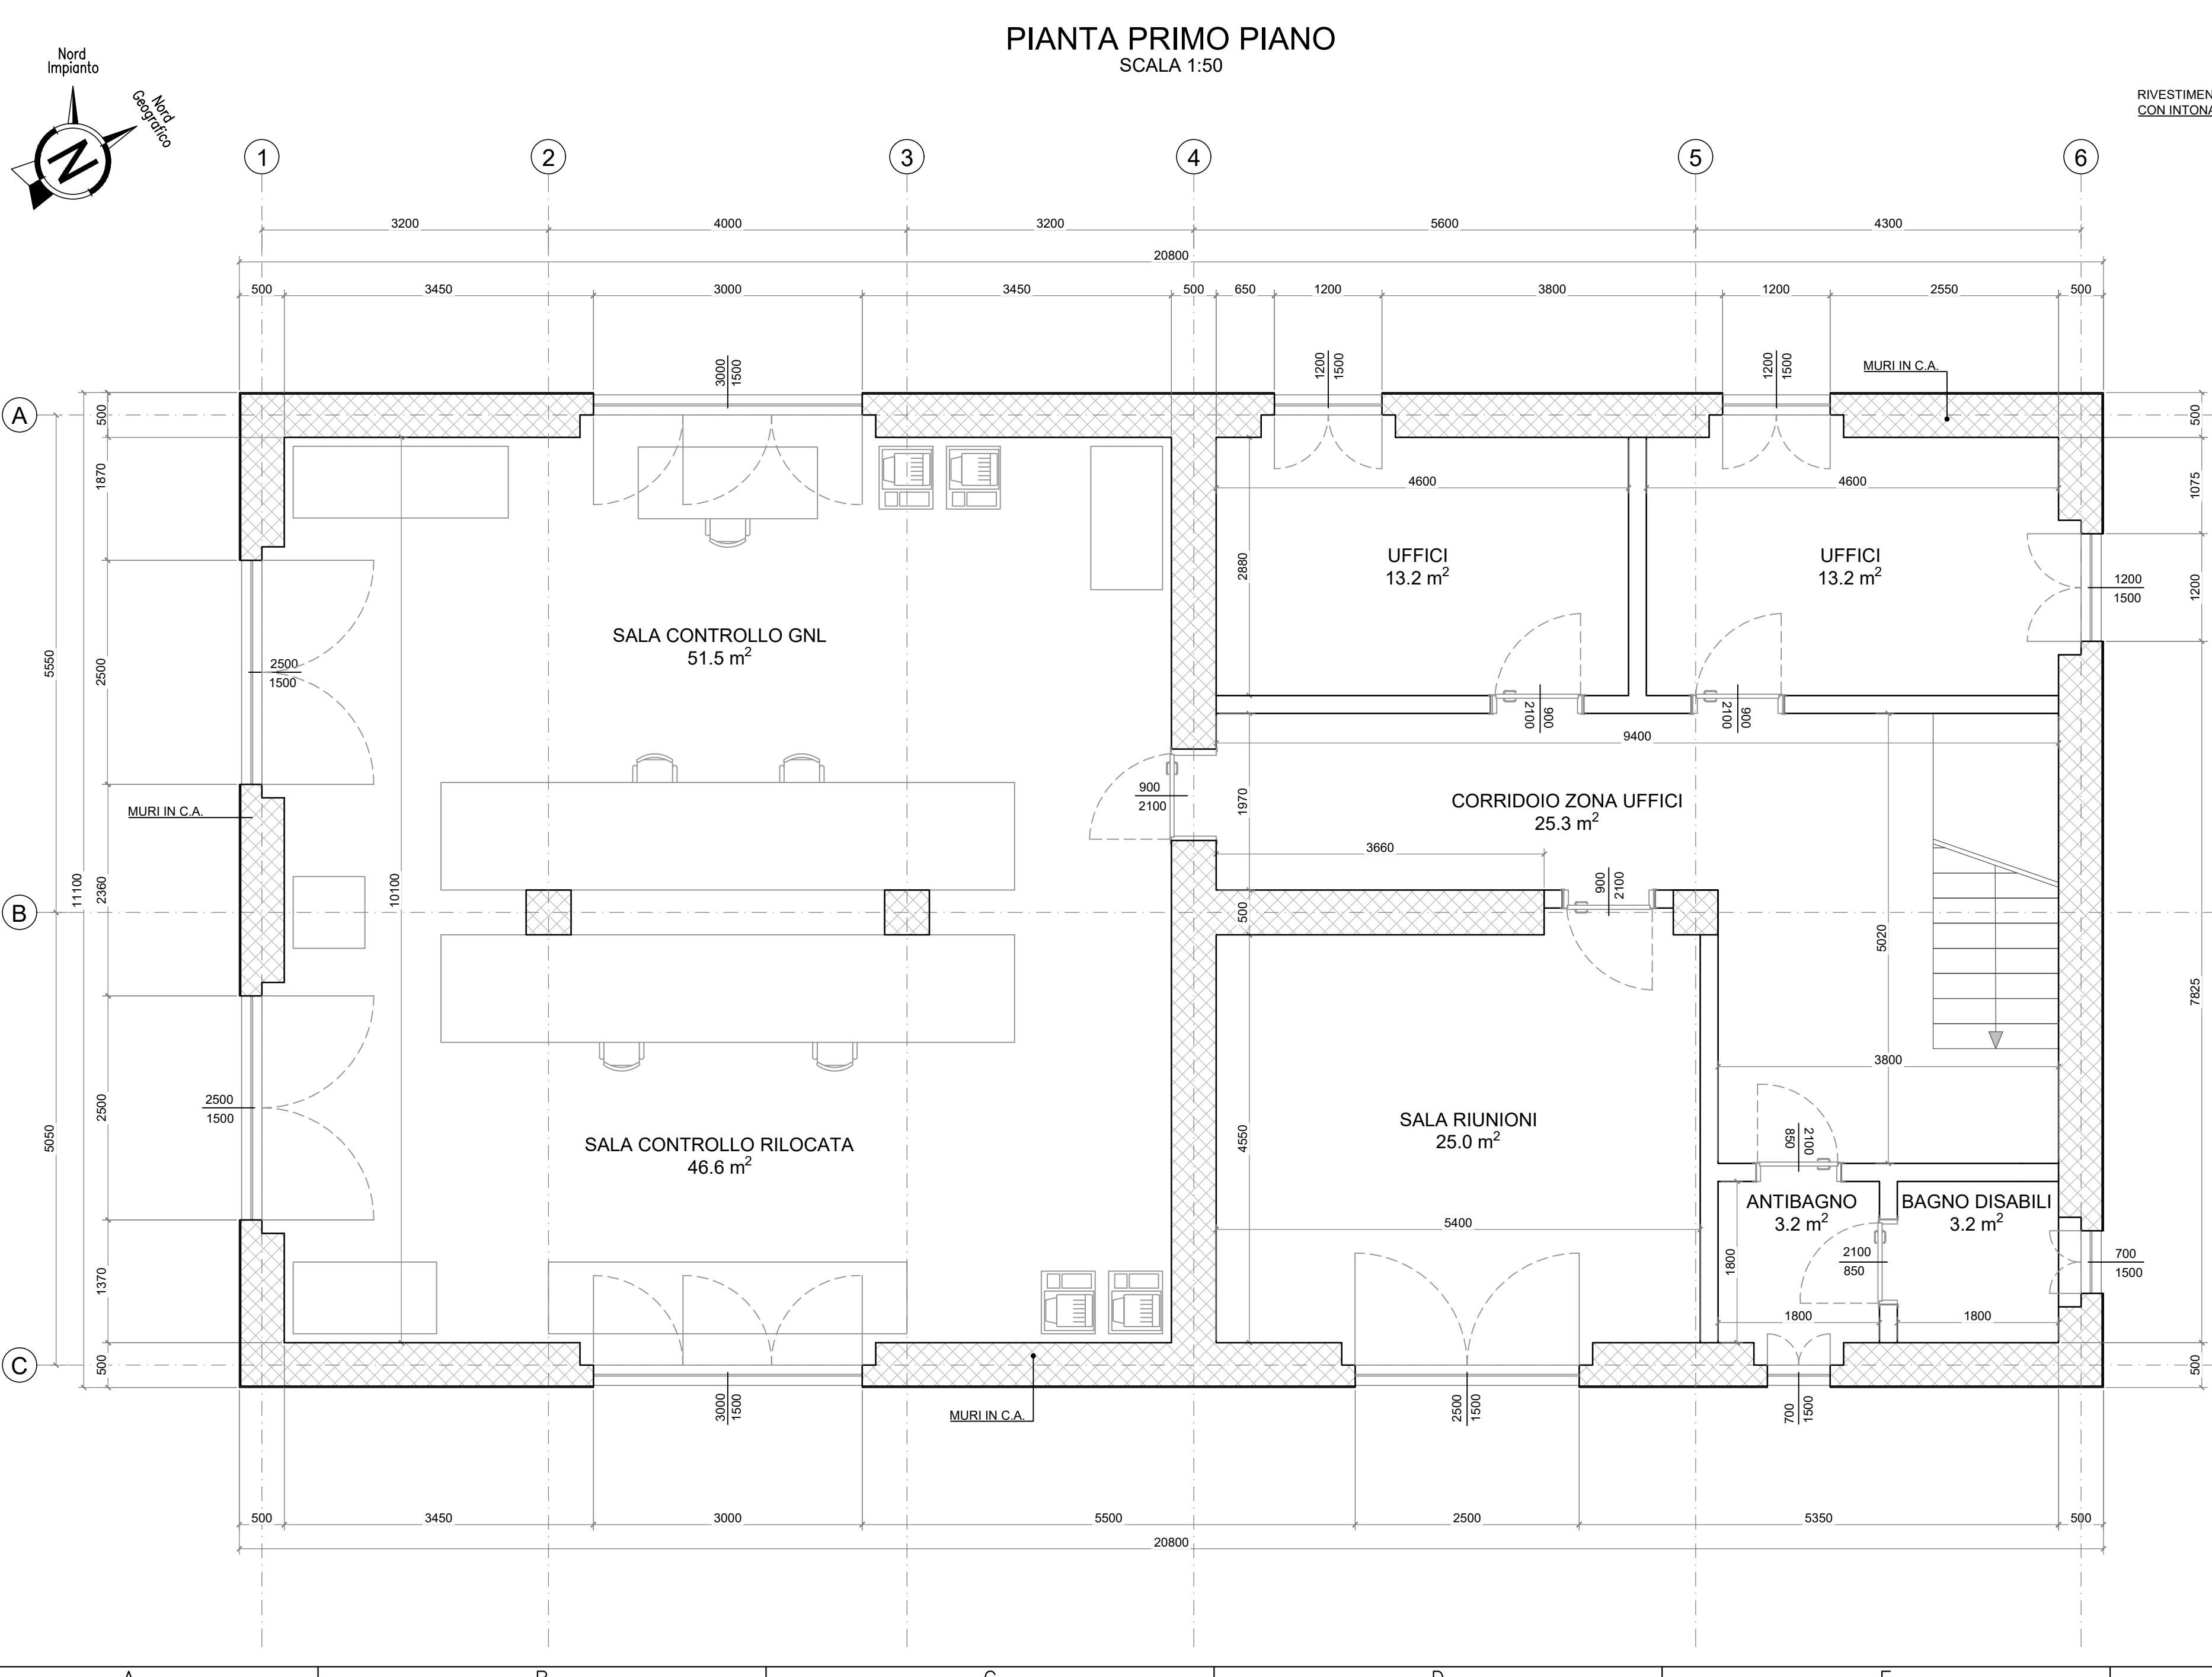 PIANTA PRIMO PIANO
SCALA 1:50
Nord
Impianto
Nord
Geografico
N
RIVESTIMEN
CON INTONA
1 2 3 4 5 6
3200 4000 3200 5600 4300
20800
500 3450 3000 3450 500 650 1200 3800 1200 2550 500
3000
1500
1200
1500
1200
1500
MURI IN C.A.
A
500
500
1870
1075
4600
4600
2880
UFFICI
13.2 m2
UFFICI
13.2 m2
1200
1500
1200
SALA CONTROLLO GNL
51.5 m2
5550
2500
2500
1500
900
2100
900
2100
9400
MURI IN C.A.
900
2100
1970
CORRIDOIO ZONA UFFICI
25.3 m2
3660
900
2100
11100
2360
10100
B
500
5020
7825
3800
5050
2500
2500
1500
SALA CONTROLLO RILOCATA
46.6 m2
4550
SALA RIUNIONI
25.0 m2
850
2100
ANTIBAGNO
3.2 m2
BAGNO DISABILI
3.2 m2
5400
1370
1800
2100
850
700
1500
1800
1800
C
500
500
3000
1500
MURI IN C.A.
2500
1500
700
1500
500 3450 3000 5500 2500 5350 500
20800
A B C D E